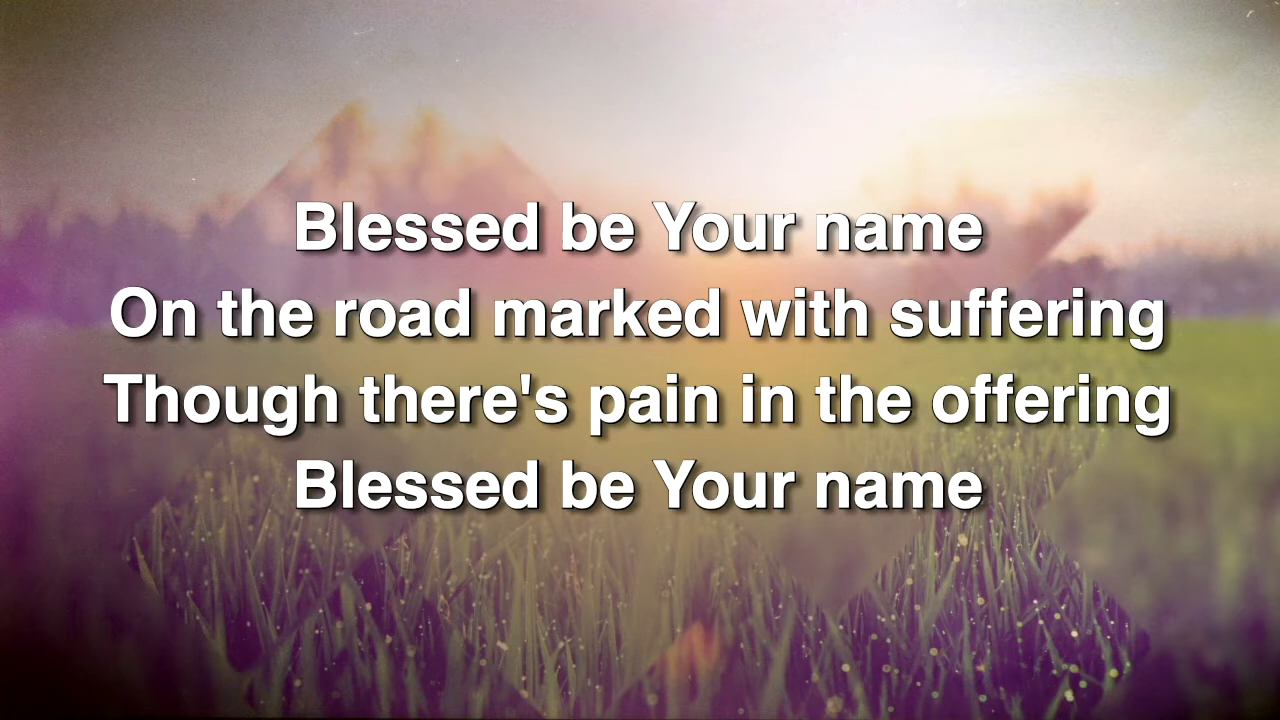 Blessed be Your name
On the road marked with suffering
Though there's pain in the offering
Blessed be Your name